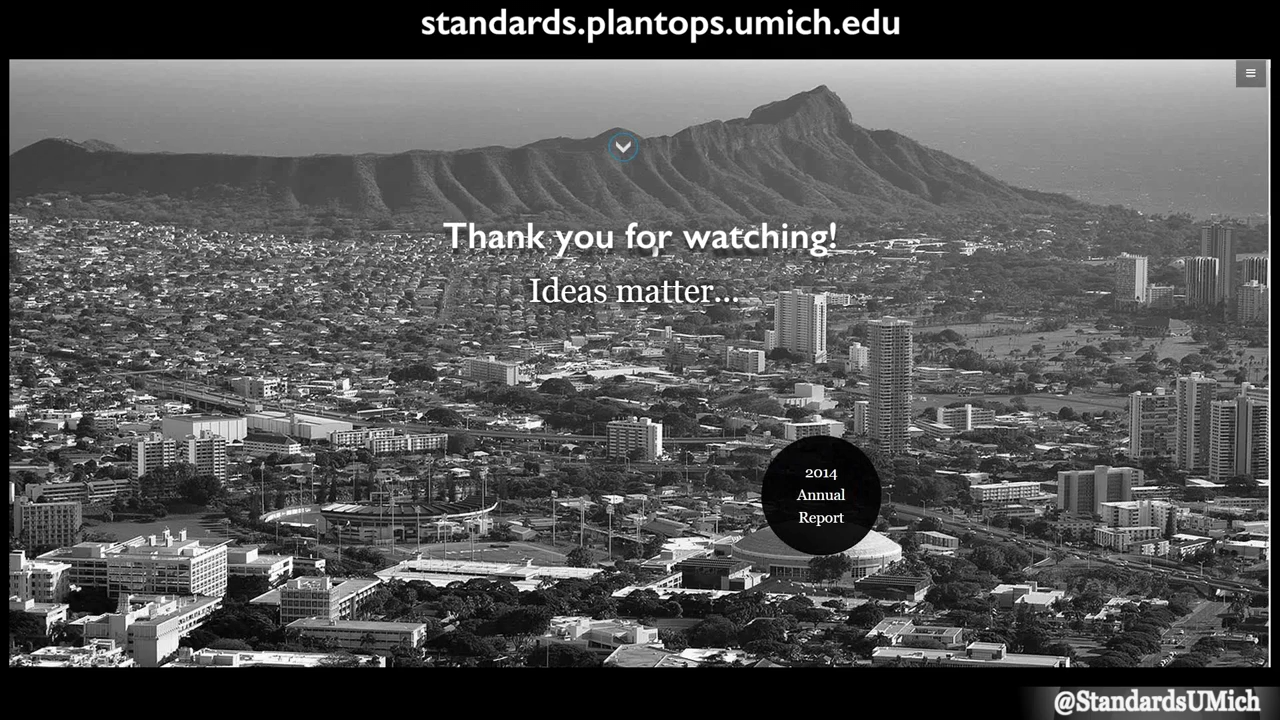 standards.plantops.umich.edu
Thank you for watching!
Ideas matter...
2014
Annual
Report
@StandardsUMich